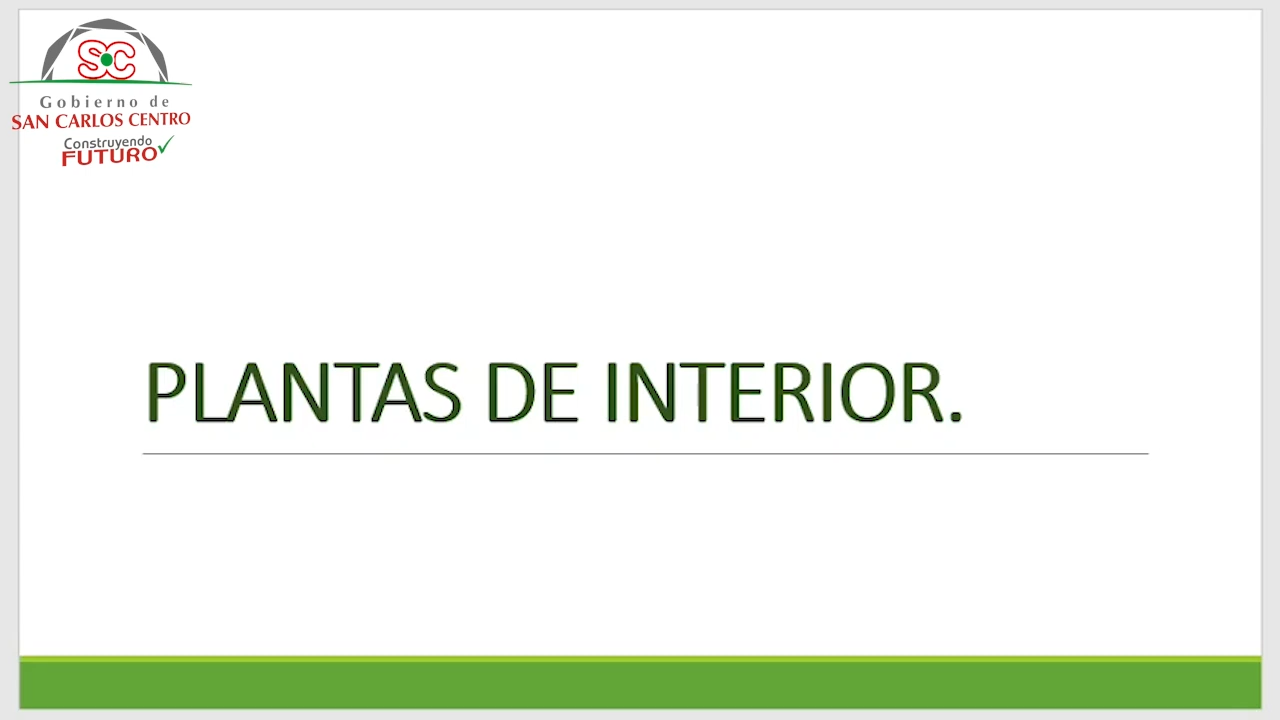 SC
Gobierno de
SAN CARLOS CENTRO
Construyendo
FUTURO
PLANTAS DE INTERIOR.